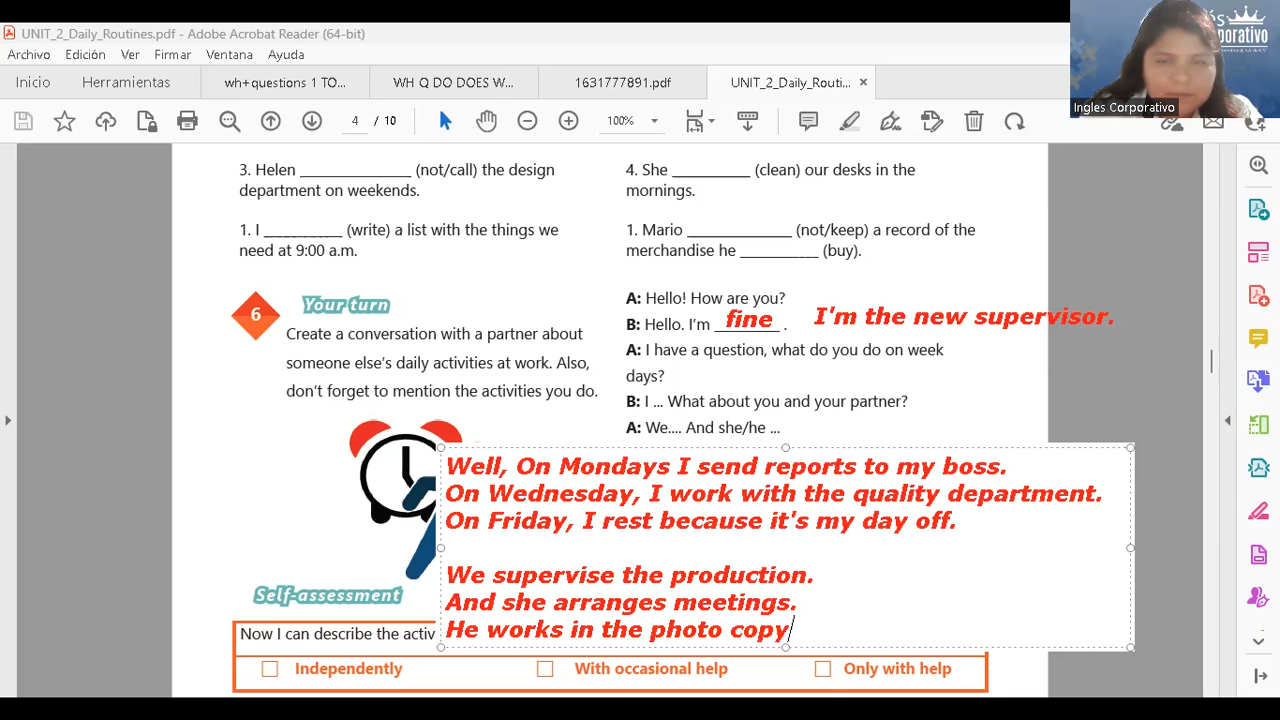 UNIT_2_Daily_Routines.pdf - Adobe Acrobat Reader (64-bit)
Archivo Edición Ver Firmar Ventana Ayuda
Inicio Herramientas wh+questions 1 TO... WH Q DO DOES W... 1631777891.pdf UNIT_2_Daily_Routi... ×
4 / 10 100%
Ingles Corporativo
3. Helen ______________ (not/call) the design
department on weekends.
1. I __________ (write) a list with the things we
need at 9:00 a.m.
4. She __________ (clean) our desks in the
mornings.
1. Mario _____________ (not/keep) a record of the
merchandise he __________ (buy).
6
Your turn
Create a conversation with a partner about
someone else's daily activities at work. Also,
don't forget to mention the activities you do.
A: Hello! How are you?
B: Hello. I'm fine . I'm the new supervisor.
A: I have a question, what do you do on week
days?
B: I ... What about you and your partner?
A: We.... And she/he ...
Well, On Mondays I send reports to my boss.
On Wednesday, I work with the quality department.
On Friday, I rest because it's my day off.
We supervise the production.
And she arranges meetings.
He works in the photo copy
Self-assessment
Now I can describe the activ
Independently With occasional help Only with help